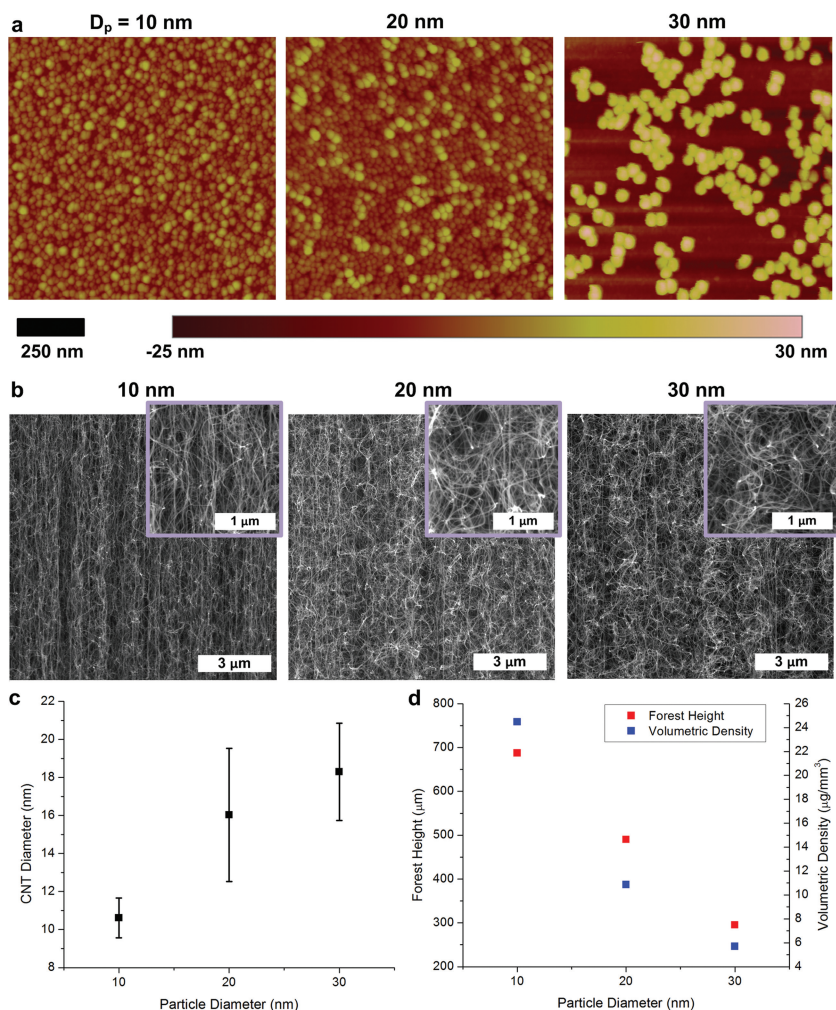 a
Dp = 10 nm 20 nm 30 nm
250 nm
-25 nm 30 nm
b
10 nm 20 nm 30 nm
1 μm 1 μm 1 μm
3 μm 3 μm 3 μm
c
CNT Diameter (nm)
22
20
18
16
14
12
10
8
10 20 30
Particle Diameter (nm)
d
Forest Height (μm)
800
700
600
500
400
300
200
Forest Height
Volumetric Density
26
24
22
20
18
16
14
12
10
8
6
4
Volumetric Density (μg/mm³)
10 20 30
Particle Diameter (nm)